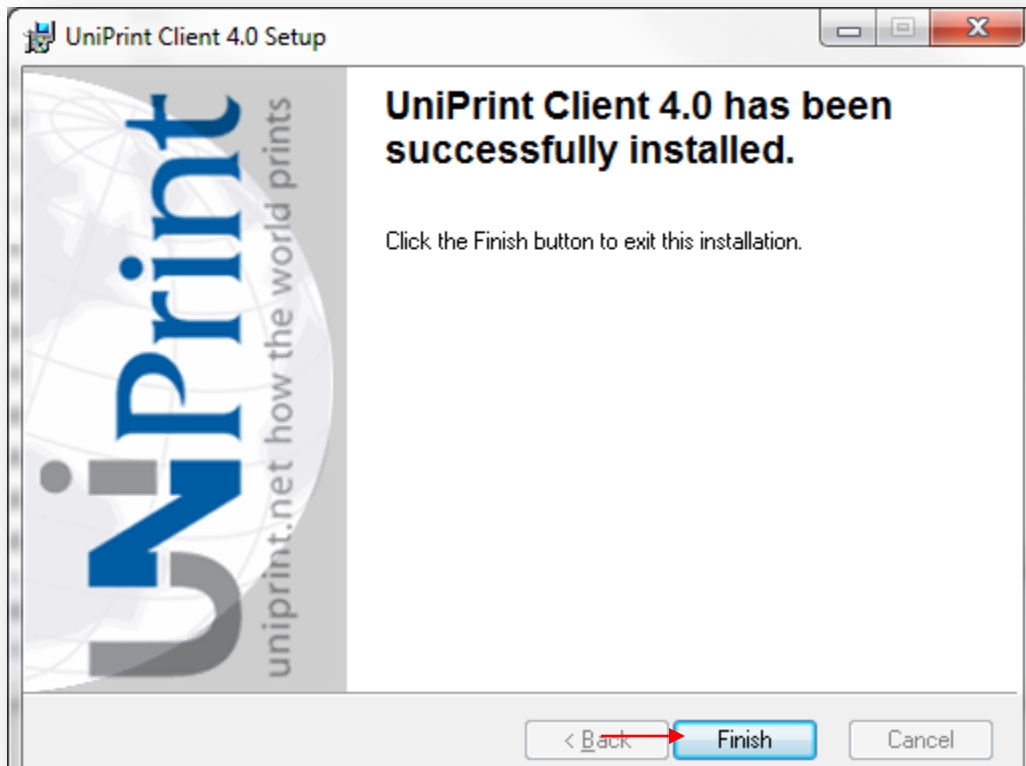 UniPrint Client 4.0 Setup
UniPrint
uniprint.net how the world prints
UniPrint Client 4.0 has been
successfully installed.
Click the Finish button to exit this installation.
< Back
Finish
Cancel